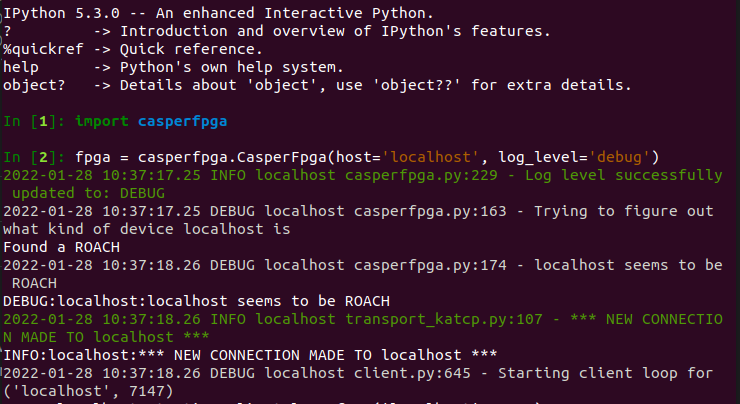 IPython 5.3.0 -- An enhanced Interactive Python.
?         -> Introduction and overview of IPython's features.
%quickref -> Quick reference.
help      -> Python's own help system.
object?   -> Details about 'object', use 'object??' for extra details.
In [1]: import casperfpga
In [2]: fpga = casperfpga.CasperFpga(host='localhost', log_level='debug')
2022-01-28 10:37:17.25 INFO localhost casperfpga.py:229 - Log level successfully
 updated to: DEBUG
2022-01-28 10:37:17.25 DEBUG localhost casperfpga.py:163 - Trying to figure out
what kind of device localhost is
Found a ROACH
2022-01-28 10:37:18.26 DEBUG localhost casperfpga.py:174 - localhost seems to be
 ROACH
DEBUG:localhost:localhost seems to be ROACH
2022-01-28 10:37:18.26 INFO localhost transport_katcp.py:107 - *** NEW CONNECTIO
N MADE TO localhost ***
INFO:localhost:*** NEW CONNECTION MADE TO localhost ***
2022-01-28 10:37:18.26 DEBUG localhost client.py:645 - Starting client loop for
('localhost', 7147)